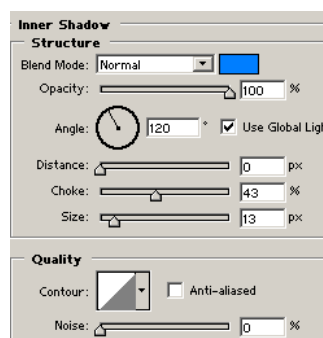 Inner Shadow
Structure
Blend Mode: Normal
Opacity: 100 %
Angle: 120 ° Use Global Ligh
Distance: 0 px
Choke: 43 %
Size: 13 px
Quality
Contour: Anti-aliased
Noise: 0 %